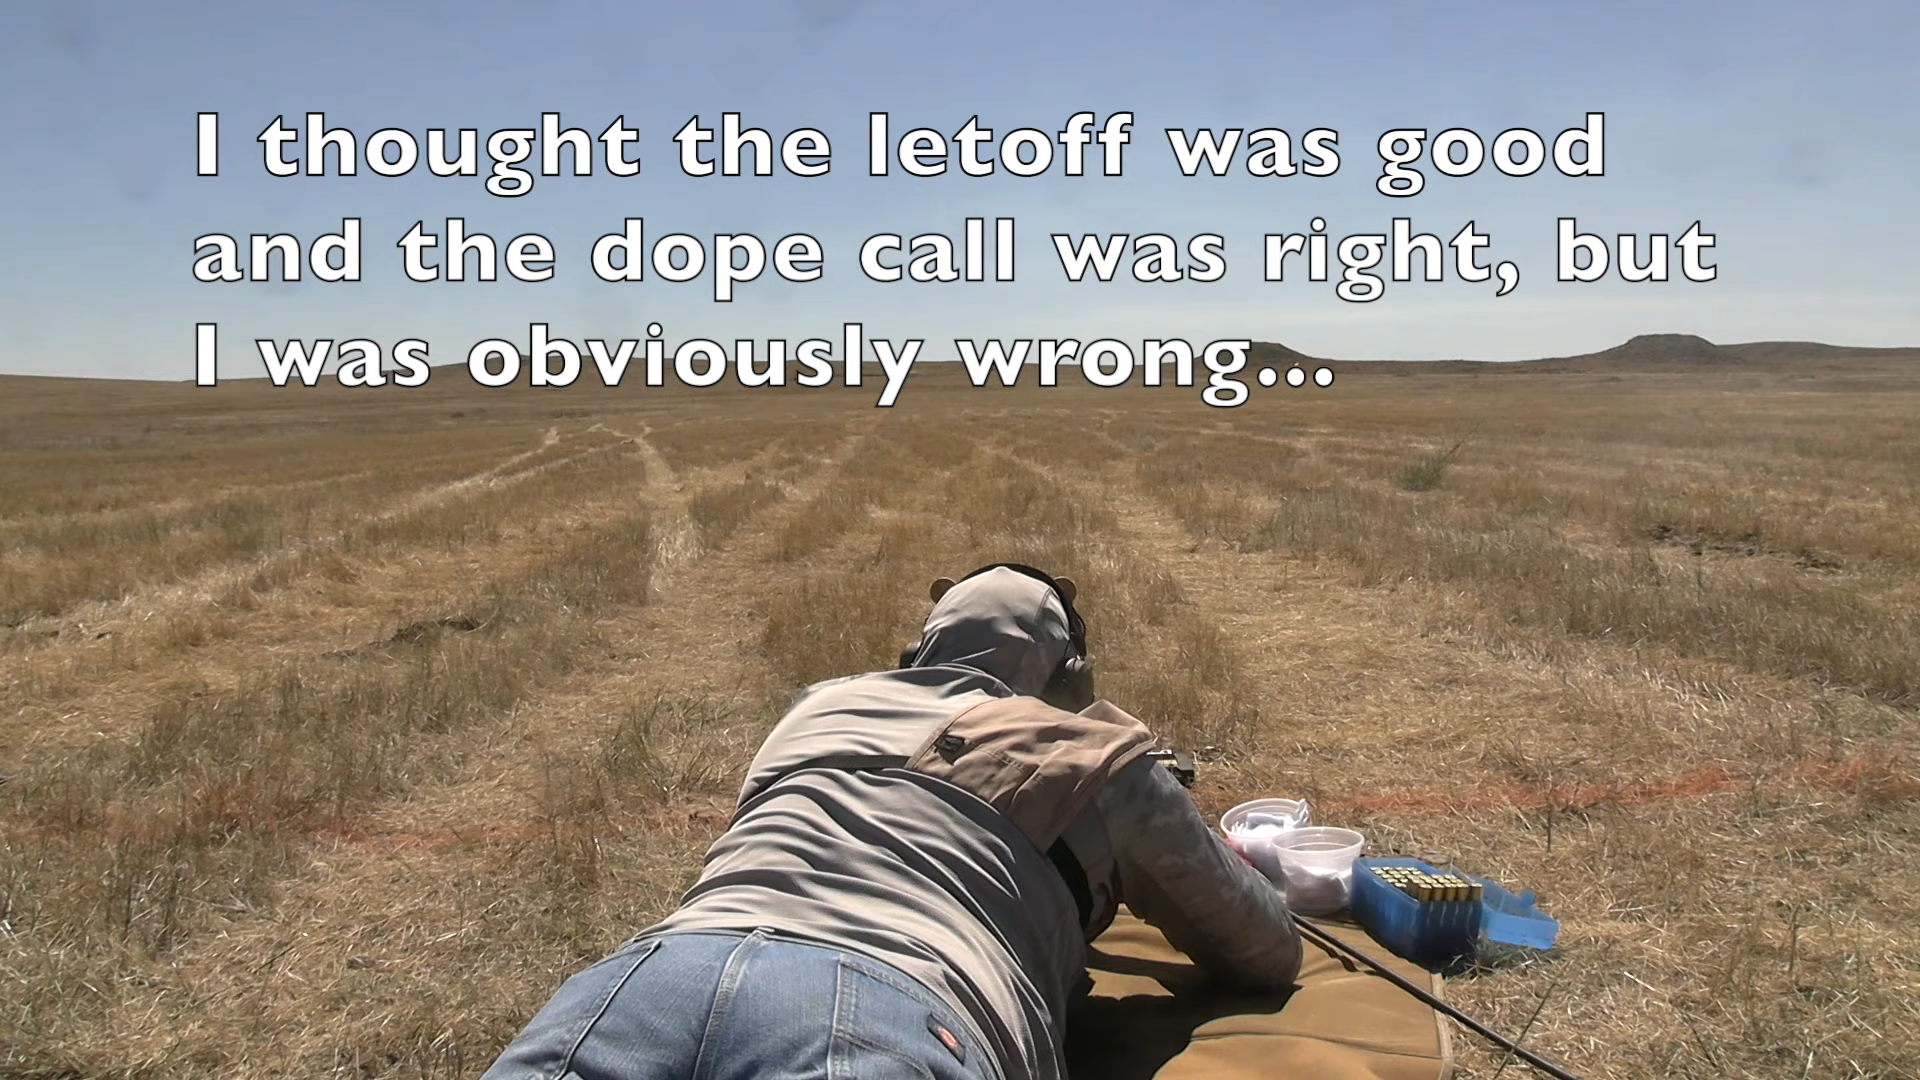 I thought the letoff was good
and the dope call was right, but
I was obviously wrong...